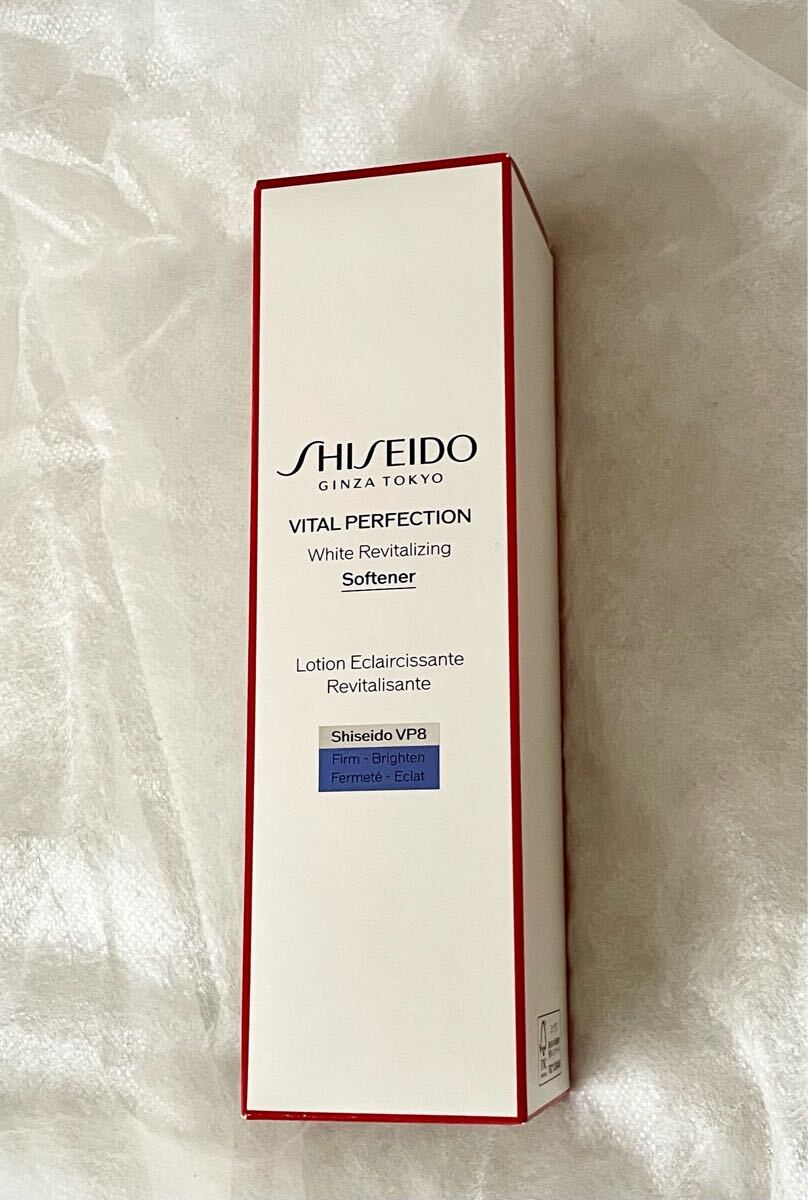 SHISEIDO
GINZA TOKYO
VITAL PERFECTION
White Revitalizing
Softener
Lotion Eclaircissante
Revitalisante
Shiseido VP8
Firm - Brighten
Fermeté - Eclat